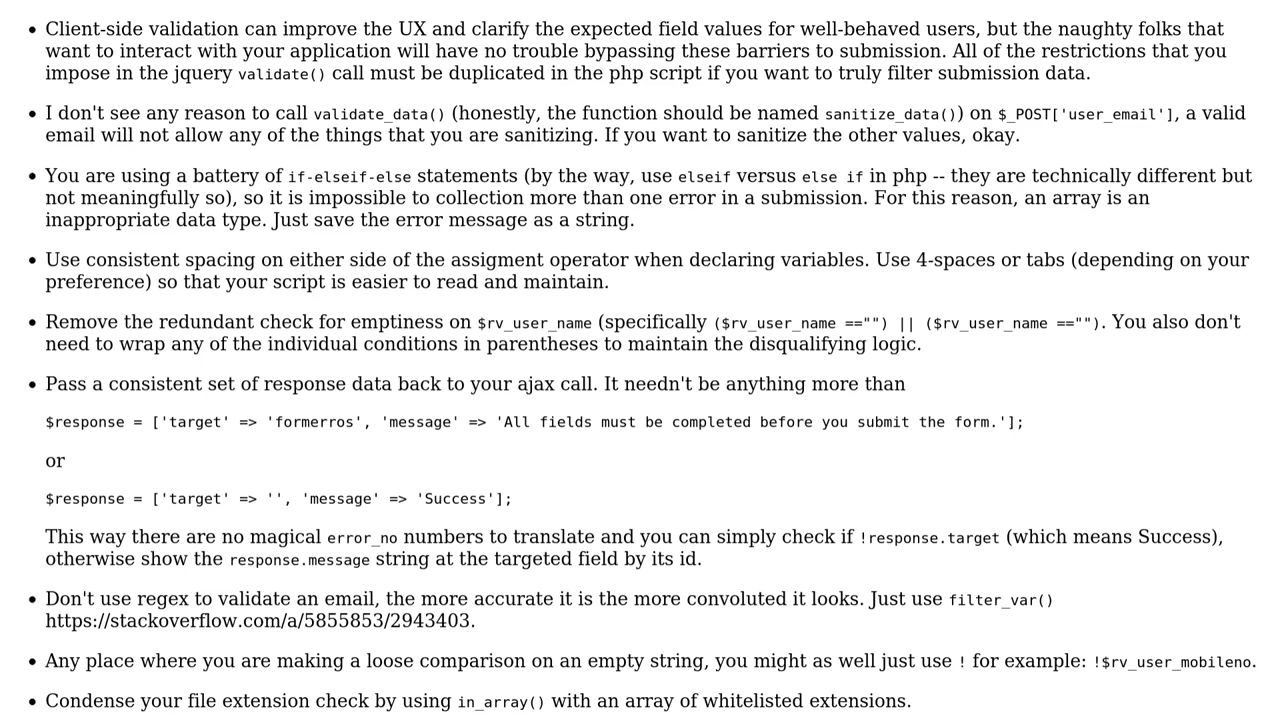 • Client-side validation can improve the UX and clarify the expected field values for well-behaved users, but the naughty folks that
want to interact with your application will have no trouble bypassing these barriers to submission. All of the restrictions that you
impose in the jquery validate() call must be duplicated in the php script if you want to truly filter submission data.
• I don't see any reason to call validate_data() (honestly, the function should be named sanitize_data()) on $_POST['user_email'], a valid
email will not allow any of the things that you are sanitizing. If you want to sanitize the other values, okay.
• You are using a battery of if-elseif-else statements (by the way, use elseif versus else if in php -- they are technically different but
not meaningfully so), so it is impossible to collection more than one error in a submission. For this reason, an array is an
inappropriate data type. Just save the error message as a string.
• Use consistent spacing on either side of the assigment operator when declaring variables. Use 4-spaces or tabs (depending on your
preference) so that your script is easier to read and maintain.
• Remove the redundant check for emptiness on $rv_user_name (specifically ($rv_user_name =="") || ($rv_user_name ==""). You also don't
need to wrap any of the individual conditions in parentheses to maintain the disqualifying logic.
• Pass a consistent set of response data back to your ajax call. It needn't be anything more than
$response = ['target' => 'formerros', 'message' => 'All fields must be completed before you submit the form.'];
or
$response = ['target' => '', 'message' => 'Success'];
This way there are no magical error_no numbers to translate and you can simply check if !response.target (which means Success),
otherwise show the response.message string at the targeted field by its id.
• Don't use regex to validate an email, the more accurate it is the more convoluted it looks. Just use filter_var()
https://stackoverflow.com/a/5855853/2943403.
• Any place where you are making a loose comparison on an empty string, you might as well just use ! for example: !$rv_user_mobileno.
• Condense your file extension check by using in_array() with an array of whitelisted extensions.